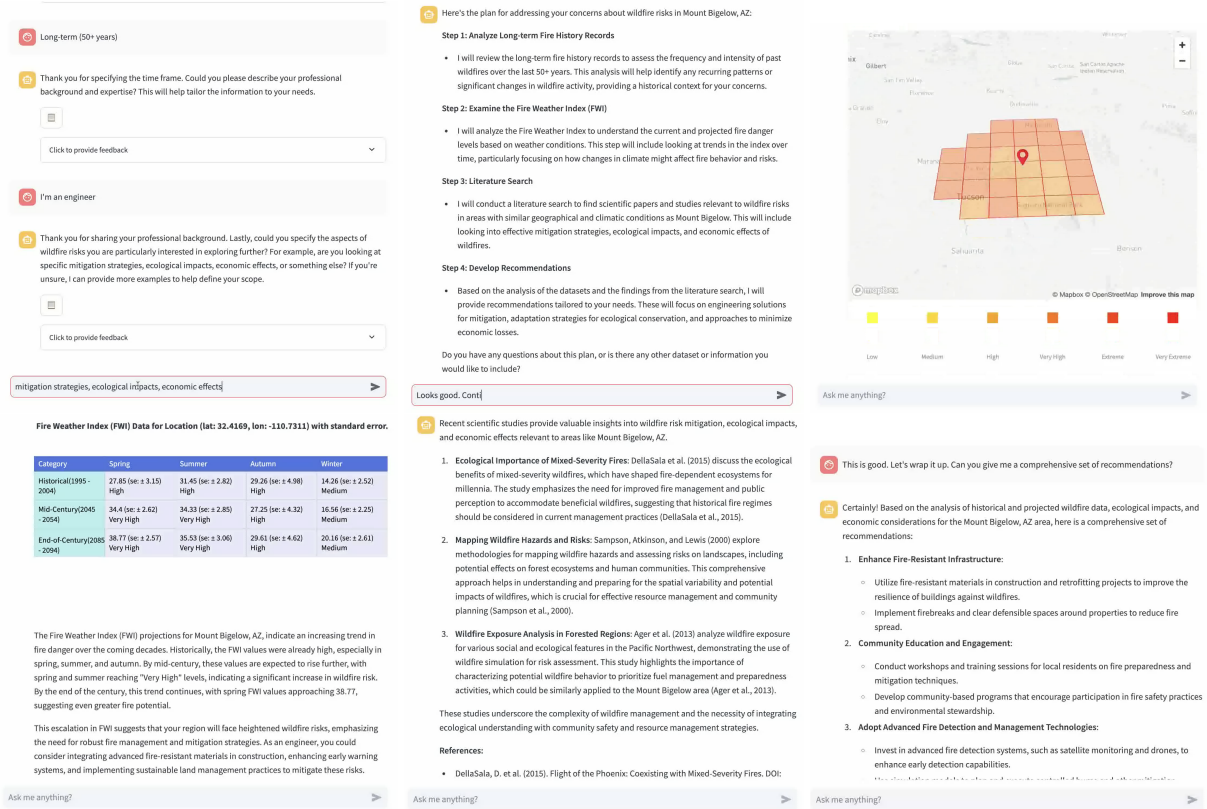 Long-term (50+ years)
Thank you for specifying the time frame. Could you please describe your professional
background and expertise? This will help tailor the information to your needs.
Click to provide feedback
I'm an engineer
Thank you for sharing your professional background. Lastly, could you specify the aspects of
wildfire risks you are particularly interested in exploring further? For example, are you looking at
specific mitigation strategies, ecological impacts, economic effects, or something else? If you're
unsure, I can provide more examples to help define your scope.
Click to provide feedback
mitigation strategies, ecological impacts, economic effects
Fire Weather Index (FWI) Data for Location (lat: 32.4169, lon: -110.7311) with standard error.
Category Spring Summer Autumn Winter
Historical(1995 - 27.85 (se: ± 3.15) 31.45 (se: ± 2.82) 29.26 (se: ± 4.98) 14.26 (se: ± 2.52)
2004) High High High Medium
Mid-Century(2045 34.4 (se: ± 2.62) 34.33 (se: ± 2.85) 27.25 (se: ± 4.32) 16.56 (se: ± 2.25)
- 2054) Very High Very High High Medium
End-of-Century(2085 38.77 (se: ± 2.57) 35.53 (se: ± 3.06) 29.61 (se: ± 4.62) 20.16 (se: ± 2.61)
- 2094) Very High Very High High Medium
The Fire Weather Index (FWI) projections for Mount Bigelow, AZ, indicate an increasing trend in
fire danger over the coming decades. Historically, the FWI values were already high, especially in
spring, summer, and autumn. By mid-century, these values are expected to rise further, with
spring and summer reaching "Very High" levels, indicating a significant increase in wildfire risk.
By the end of the century, this trend continues, with spring FWI values approaching 38.77,
suggesting even greater fire potential.
This escalation in FWI suggests that your region will face heightened wildfire risks, emphasizing
the need for robust fire management and mitigation strategies. As an engineer, you could
consider integrating advanced fire-resistant materials in construction, enhancing early warning
systems, and implementing sustainable land management practices to mitigate these risks.
Ask me anything?
Here's the plan for addressing your concerns about wildfire risks in Mount Bigelow, AZ:
Step 1: Analyze Long-term Fire History Records
• I will review the long-term fire history records to assess the frequency and intensity of past
wildfires over the last 50+ years. This analysis will help identify any recurring patterns or
significant changes in wildfire activity, providing a historical context for your concerns.
Step 2: Examine the Fire Weather Index (FWI)
• I will analyze the Fire Weather Index to understand the current and projected fire danger
levels based on weather conditions. This step will include looking at trends in the index over
time, particularly focusing on how changes in climate might affect fire behavior and risks.
Step 3: Literature Search
• I will conduct a literature search to find scientific papers and studies relevant to wildfire risks
in areas with similar geographical and climatic conditions as Mount Bigelow. This will include
looking into effective mitigation strategies, ecological impacts, and economic effects of
wildfires.
Step 4: Develop Recommendations
• Based on the analysis of the datasets and the findings from the literature search, I will
provide recommendations tailored to your needs. These will focus on engineering solutions
for mitigation, adaptation strategies for ecological conservation, and approaches to minimize
economic losses.
Do you have any questions about this plan, or is there any other dataset or information you
would like to include?
Looks good. Conti
Recent scientific studies provide valuable insights into wildfire risk mitigation, ecological impacts,
and economic effects relevant to areas like Mount Bigelow, AZ.
1. Ecological Importance of Mixed-Severity Fires: DellaSala et al. (2015) discuss the ecological
benefits of mixed-severity wildfires, which have shaped fire-dependent ecosystems for
millennia. The study emphasizes the need for improved fire management and public
perception to accommodate beneficial wildfires, suggesting that historical fire regimes
should be considered in current management practices (DellaSala et al., 2015).
2. Mapping Wildfire Hazards and Risks: Sampson, Atkinson, and Lewis (2000) explore
methodologies for mapping wildfire hazards and assessing risks on landscapes, including
potential effects on forest ecosystems and human communities. This comprehensive
approach helps in understanding and preparing for the spatial variability and potential
impacts of wildfires, which is crucial for effective resource management and community
planning (Sampson et al., 2000).
3. Wildfire Exposure Analysis in Forested Regions: Ager et al. (2013) analyze wildfire exposure
for various social and ecological features in the Pacific Northwest, demonstrating the use of
wildfire simulation for risk assessment. This study highlights the importance of
characterizing potential wildfire behavior to prioritize fuel management and preparedness
activities, which could be similarly applied to the Mount Bigelow area (Ager et al., 2013).
These studies underscore the complexity of wildfire management and the necessity of integrating
ecological understanding with community safety and resource management strategies.
References:
• DellaSala, D. et al. (2015). Flight of the Phoenix: Coexisting with Mixed-Severity Fires. DOI:
Ask me anything?
Gilbert
Tucson
Sahuarita
Benson
mapbox
© Mapbox © OpenStreetMap Improve this map
Low Medium High Very High Extreme Very Extreme
Ask me anything?
This is good. Let's wrap it up. Can you give me a comprehensive set of recommendations?
Certainly! Based on the analysis of historical and projected wildfire data, ecological impacts, and
economic considerations for the Mount Bigelow, AZ area, here is a comprehensive set of
recommendations:
1. Enhance Fire-Resistant Infrastructure:
○ Utilize fire-resistant materials in construction and retrofitting projects to improve the
resilience of buildings against wildfires.
○ Implement firebreaks and clear defensible spaces around properties to reduce fire
spread.
2. Community Education and Engagement:
○ Conduct workshops and training sessions for local residents on fire preparedness and
mitigation techniques.
○ Develop community-based programs that encourage participation in fire safety practices
and environmental stewardship.
3. Adopt Advanced Fire Detection and Management Technologies:
○ Invest in advanced fire detection systems, such as satellite monitoring and drones, to
enhance early detection capabilities.
Ask me anything?